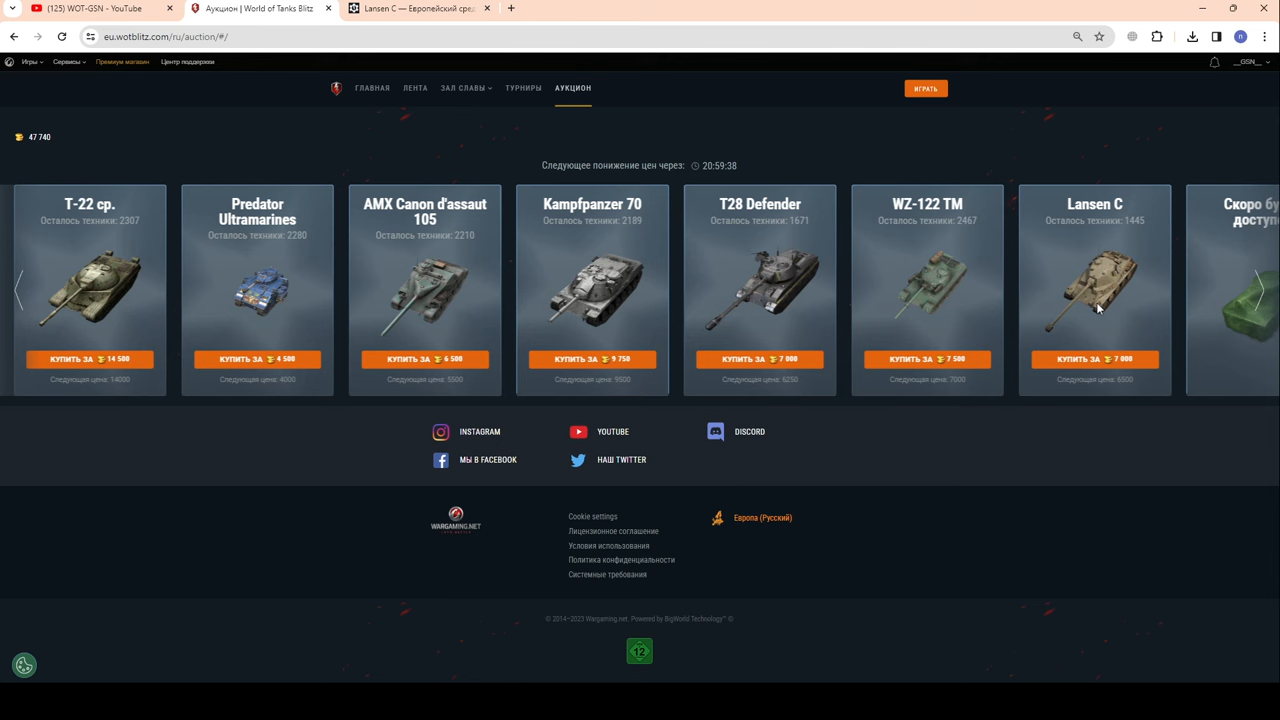 (125) WOT-GSN - YouTube
Аукцион | World of Tanks Blitz
Lansen C — Европейский сред
eu.wotblitz.com/ru/auction/#/
n
Игры
Сервисы
Премиум магазин
Центр поддержки
__GSN__
ГЛАВНАЯ
ЛЕНТА
ЗАЛ СЛАВЫ
ТУРНИРЫ
АУКЦИОН
ИГРАТЬ
47 740
Следующее понижение цен через: 20:59:38
Т-22 ср.
Осталось техники: 2307
КУПИТЬ ЗА 14 500
Следующая цена: 14000
Predator
Ultramarines
Осталось техники: 2280
КУПИТЬ ЗА 4 500
Следующая цена: 4000
AMX Canon d'assaut
105
Осталось техники: 2210
КУПИТЬ ЗА 6 500
Следующая цена: 5500
Kampfpanzer 70
Осталось техники: 2189
КУПИТЬ ЗА 9 750
Следующая цена: 9500
T28 Defender
Осталось техники: 1671
КУПИТЬ ЗА 7 000
Следующая цена: 6250
WZ-122 TM
Осталось техники: 2467
КУПИТЬ ЗА 7 500
Следующая цена: 7000
Lansen C
Осталось техники: 1445
КУПИТЬ ЗА 7 000
Следующая цена: 6500
Скоро бу
доступ
INSTAGRAM
YOUTUBE
DISCORD
МЫ В FACEBOOK
НАШ TWITTER
WARGAMING.NET
Cookie settings
Лицензионное соглашение
Условия использования
Политика конфиденциальности
Системные требования
Европа (Русский)
© 2014–2023 Wargaming.net. Powered by BigWorld Technology™ ©
12